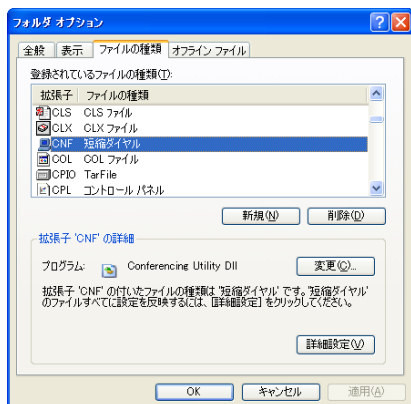 フォルダ オプション
全般 表示 ファイルの種類 オフライン ファイル
登録されているファイルの種類(T):
拡張子 ファイルの種類
CLS CLS ファイル
CLX CLX ファイル
CNF 短縮ダイヤル
COL COL ファイル
CPIO TarFile
CPL コントロール パネル
新規(N) 削除(D)
拡張子 'CNF' の詳細
プログラム: Conferencing Utility Dll 変更(C)...
拡張子 'CNF' の付いたファイルの種類は '短縮ダイヤル' です。'短縮ダイヤル'
のファイルすべてに設定を反映するには、[詳細設定] をクリックしてください。
詳細設定(V)
OK キャンセル 適用(A)